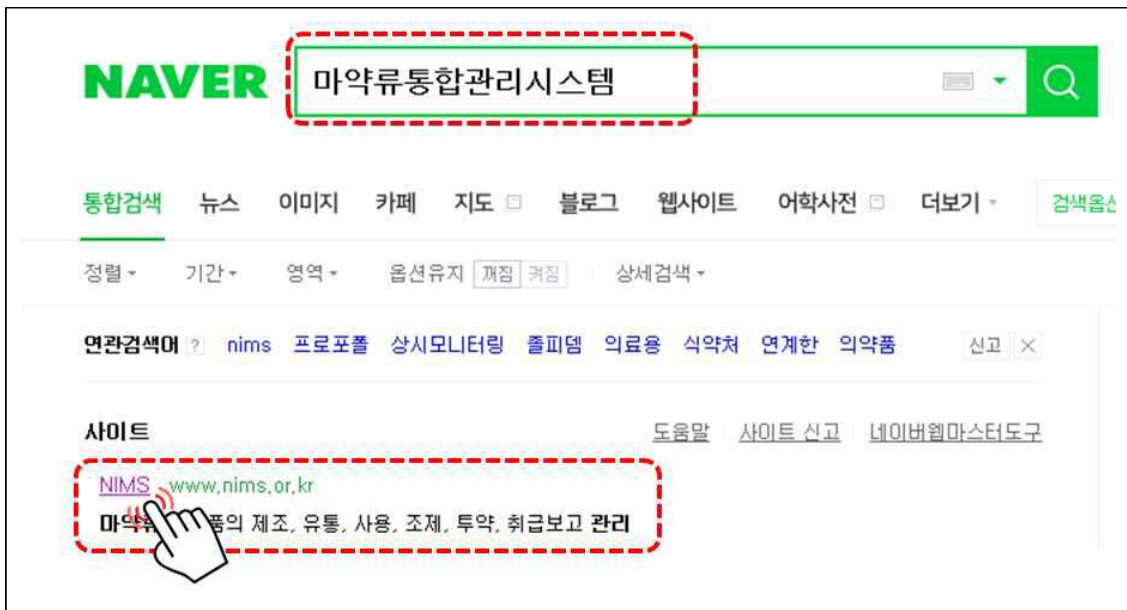 NAVER 마약류통합관리시스템
통합검색 뉴스 이미지 카페 지도 블로그 웹사이트 어학사전 더보기 검색옵션
정렬 기간 영역 옵션유지 꺼짐 켜짐 상세검색
연관검색어 ? nims 프로포폴 상시모니터링 졸피뎀 의료용 식약처 연계한 의약품 신고
사이트 도움말 사이트 신고 네이버웹마스터도구
NIMS www.nims.or.kr
품의 제조, 유통, 사용, 조제, 투약, 취급보고 관리